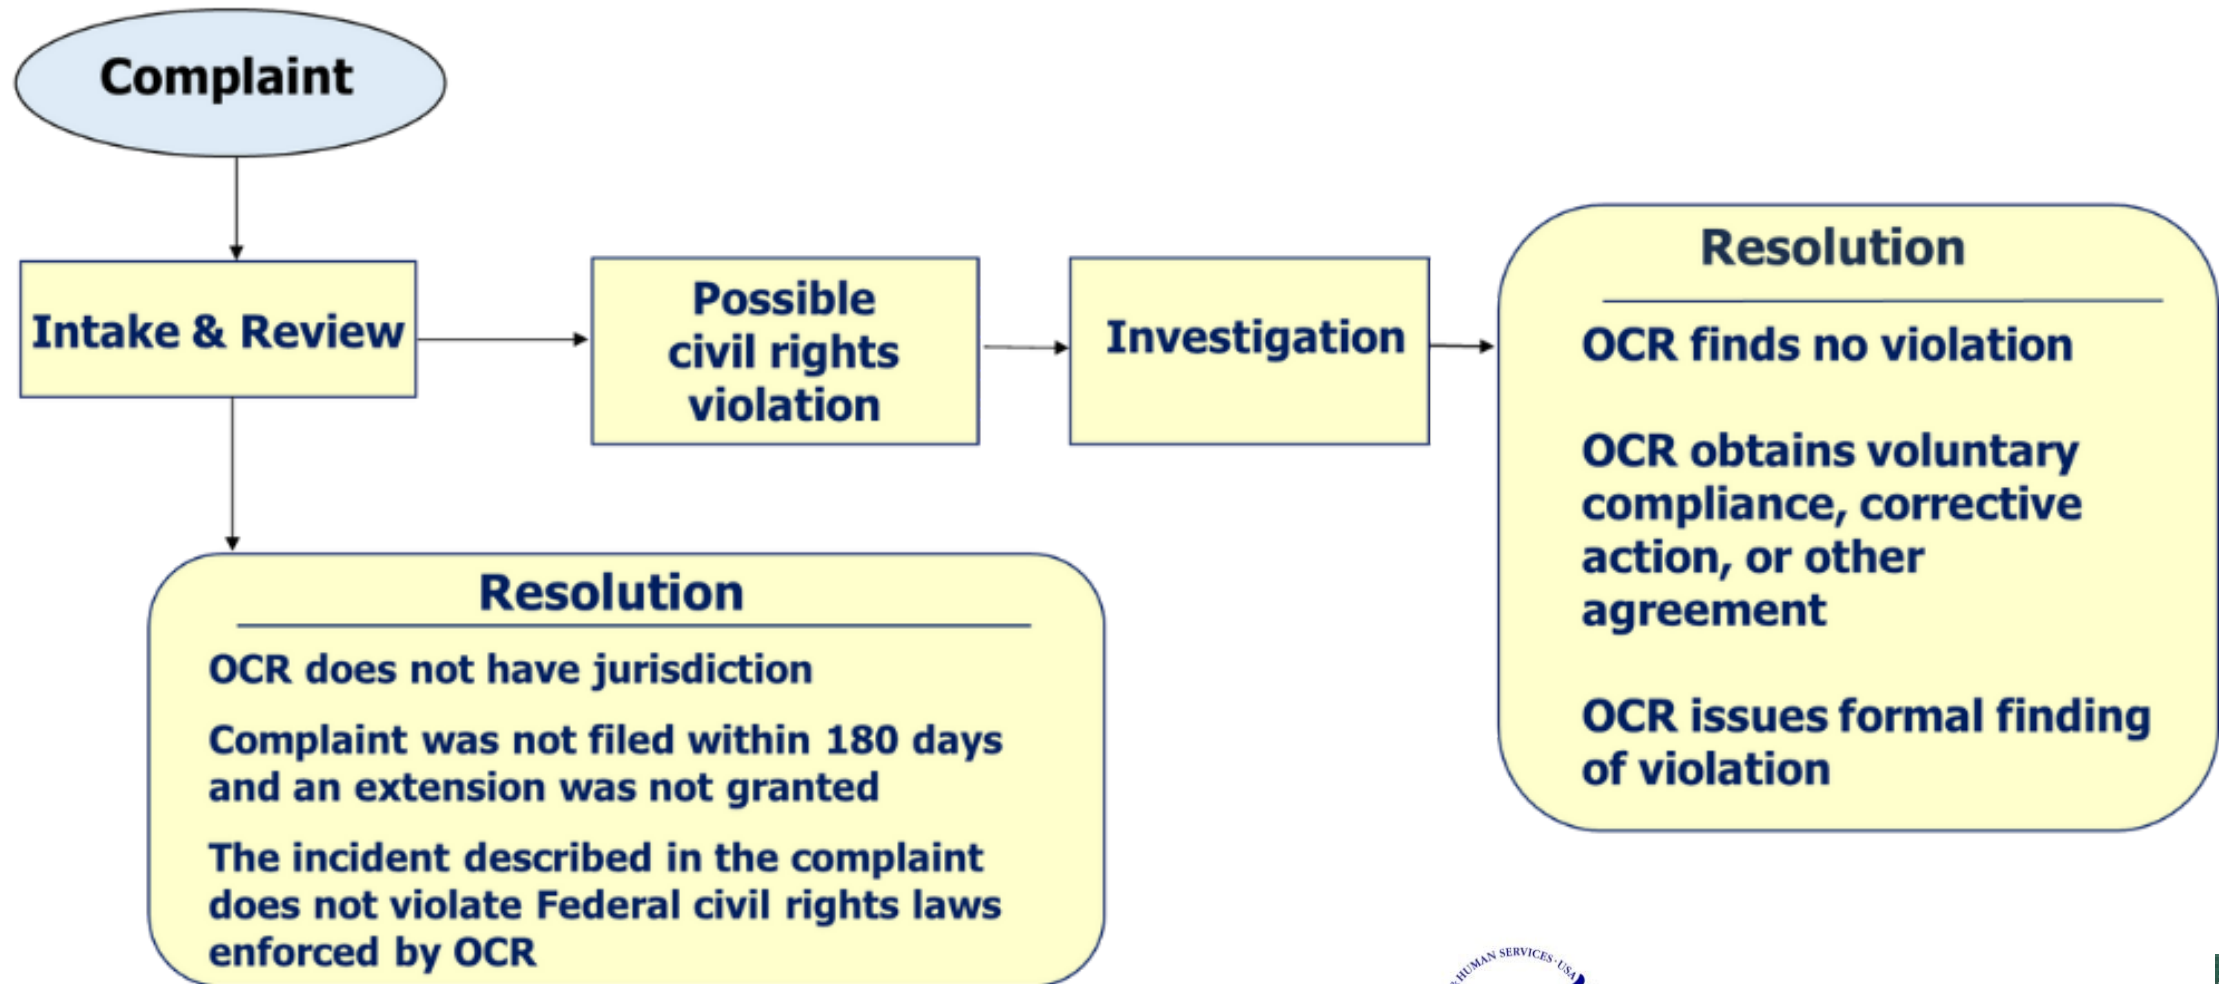 Complaint
Intake & Review
Possible
civil rights
violation
Investigation
Resolution
OCR finds no violation
OCR obtains voluntary
compliance, corrective
action, or other
agreement
OCR issues formal finding
of violation
Resolution
OCR does not have jurisdiction
Complaint was not filed within 180 days
and an extension was not granted
The incident described in the complaint
does not violate Federal civil rights laws
enforced by OCR
HUMAN SERVICES · USA